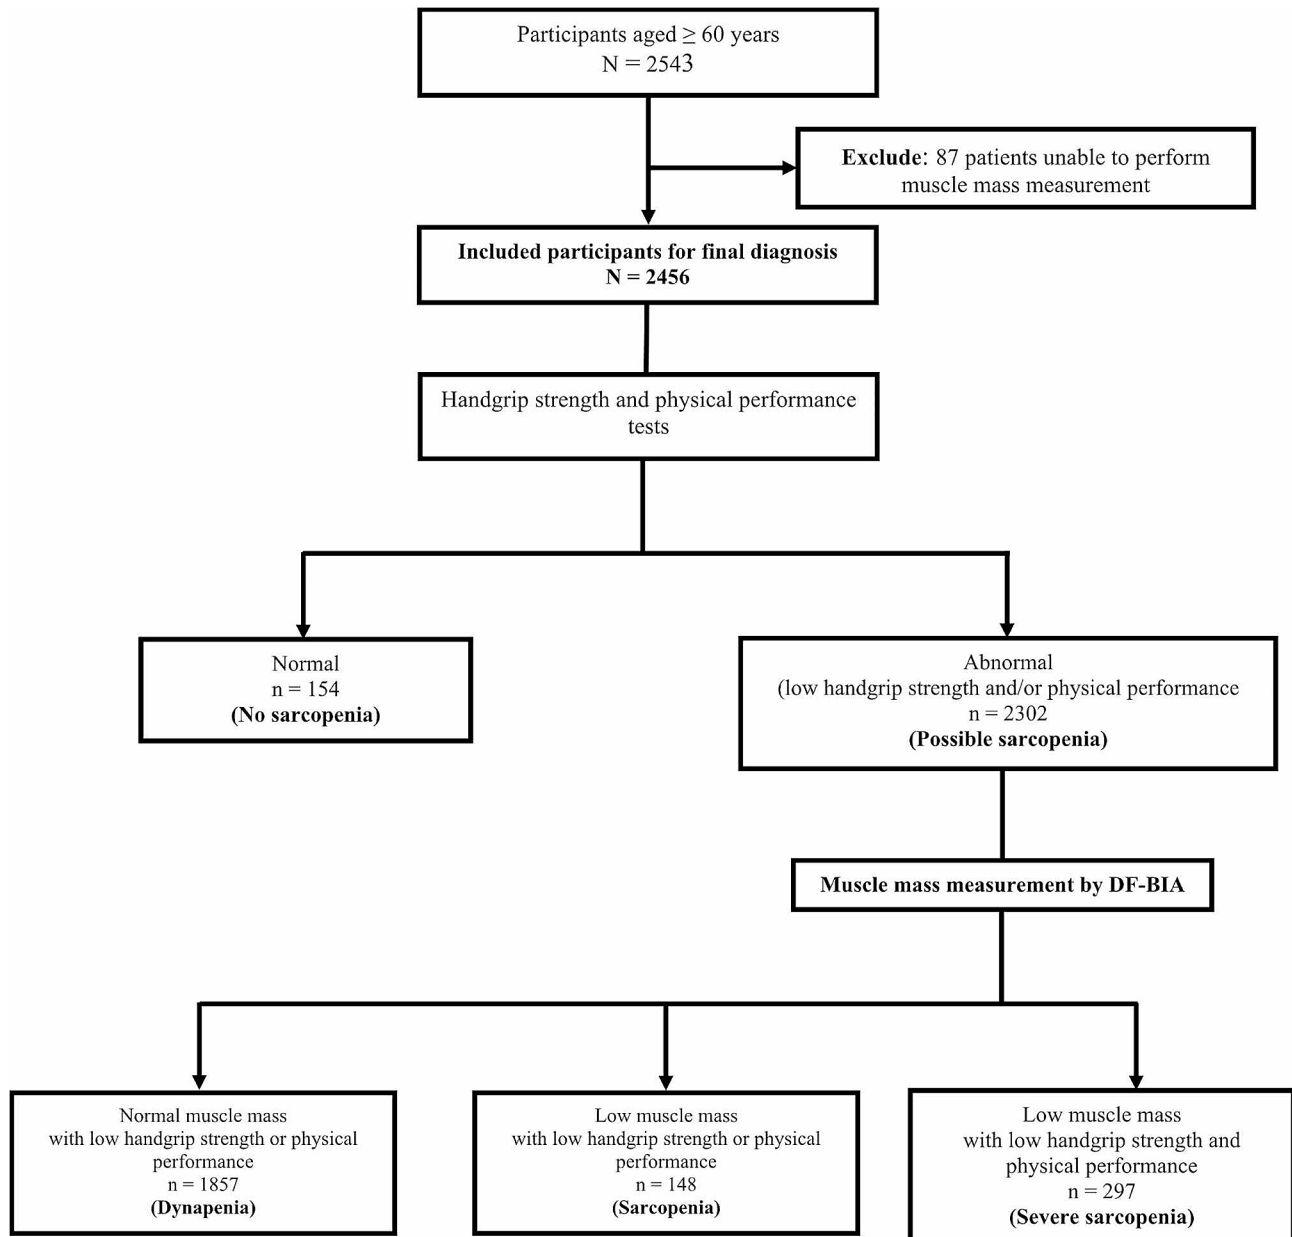 Participants aged ≥ 60 years
N = 2543
Exclude: 87 patients unable to perform
muscle mass measurement
Included participants for final diagnosis
N = 2456
Handgrip strength and physical performance
tests
Normal
n = 154
(No sarcopenia)
Abnormal
(low handgrip strength and/or physical performance
n = 2302
(Possible sarcopenia)
Muscle mass measurement by DF-BIA
Normal muscle mass
with low handgrip strength or physical
performance
n = 1857
(Dynapenia)
Low muscle mass
with low handgrip strength or physical
performance
n = 148
(Sarcopenia)
Low muscle mass
with low handgrip strength and
physical performance
n = 297
(Severe sarcopenia)